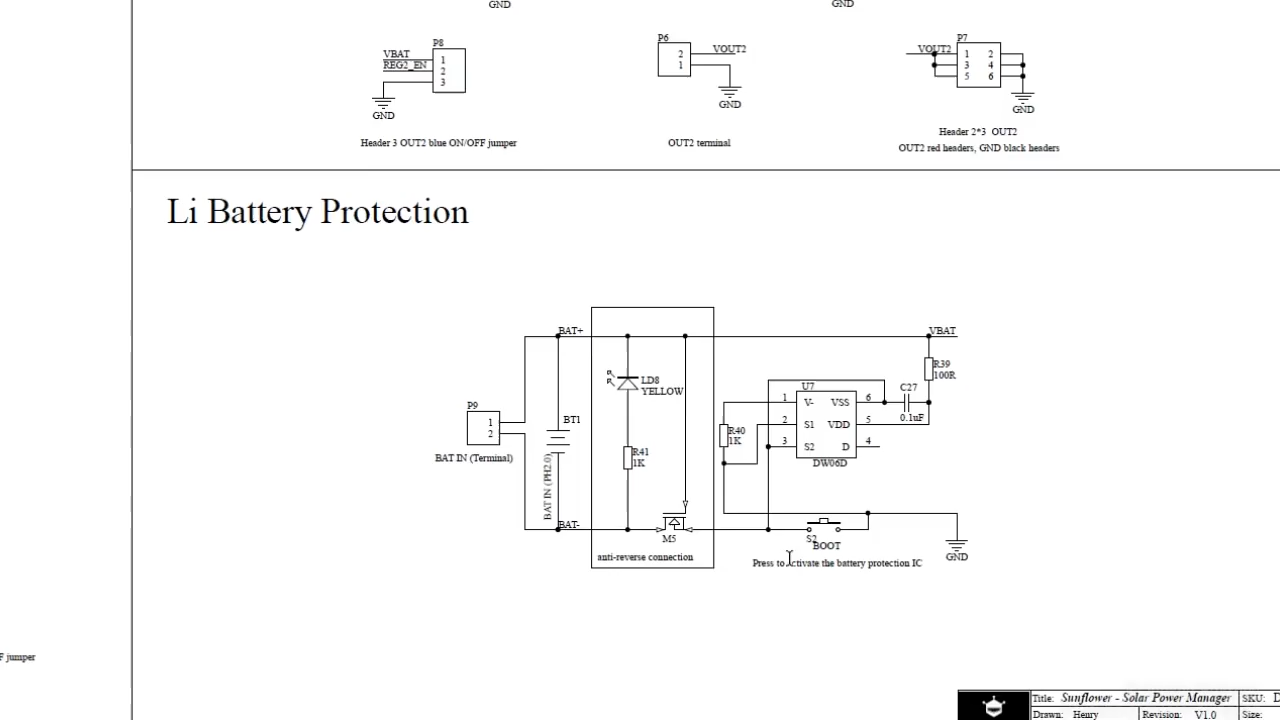 GND
GND
P8
VBAT
REG2_EN
1
2
3
GND
Header 3 OUT2 blue ON/OFF jumper
P6
2
1
VOUT2
GND
OUT2 terminal
P7
VOUT2
1 2
3 4
5 6
GND
Header 2*3 OUT2
OUT2 red headers, GND black headers
Li Battery Protection
BAT+
VBAT
LD8
YELLOW
R39
100R
P9
1
2
BAT IN (Terminal)
BT1
BAT IN (PH2.0)
R41
1K
R40
1K
U7
1 V- VSS 6
2 S1 VDD 5
3 S2 D 4
DW06D
C27
0.1uF
BAT-
M5
anti-reverse connection
S2
BOOT
Press to activate the battery protection IC
GND
F jumper
Title: Sunflower - Solar Power Manager SKU: D
Drawn: Henry Revision: V1.0 Size: